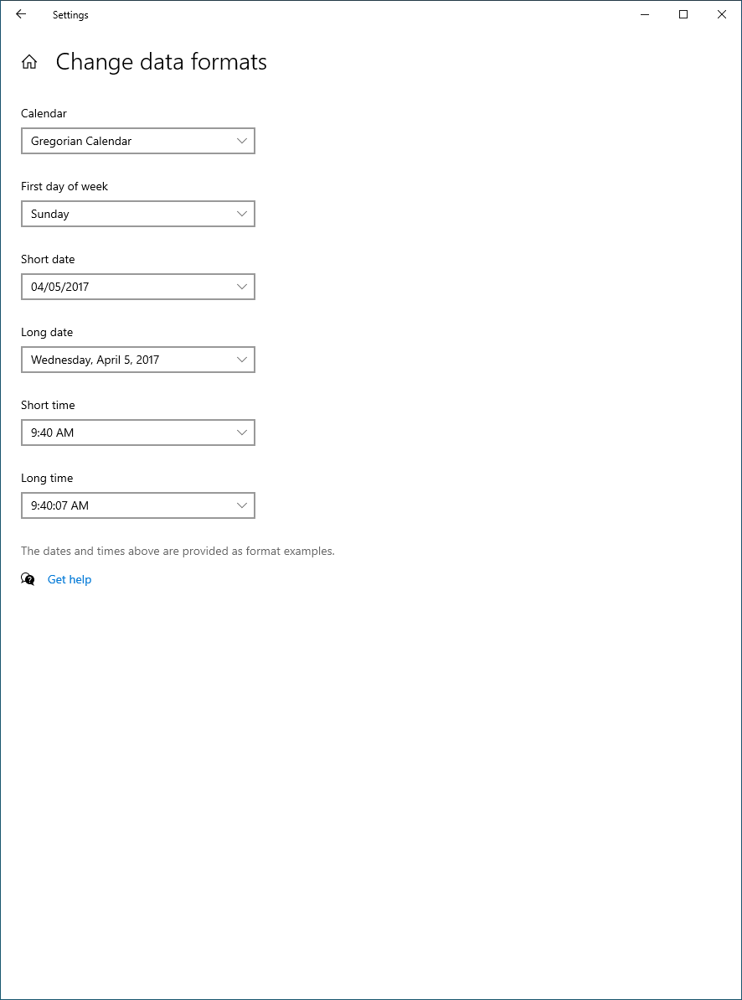 Settings
Change data formats
Calendar
Gregorian Calendar
First day of week
Sunday
Short date
04/05/2017
Long date
Wednesday, April 5, 2017
Short time
9:40 AM
Long time
9:40:07 AM
The dates and times above are provided as format examples.
Get help